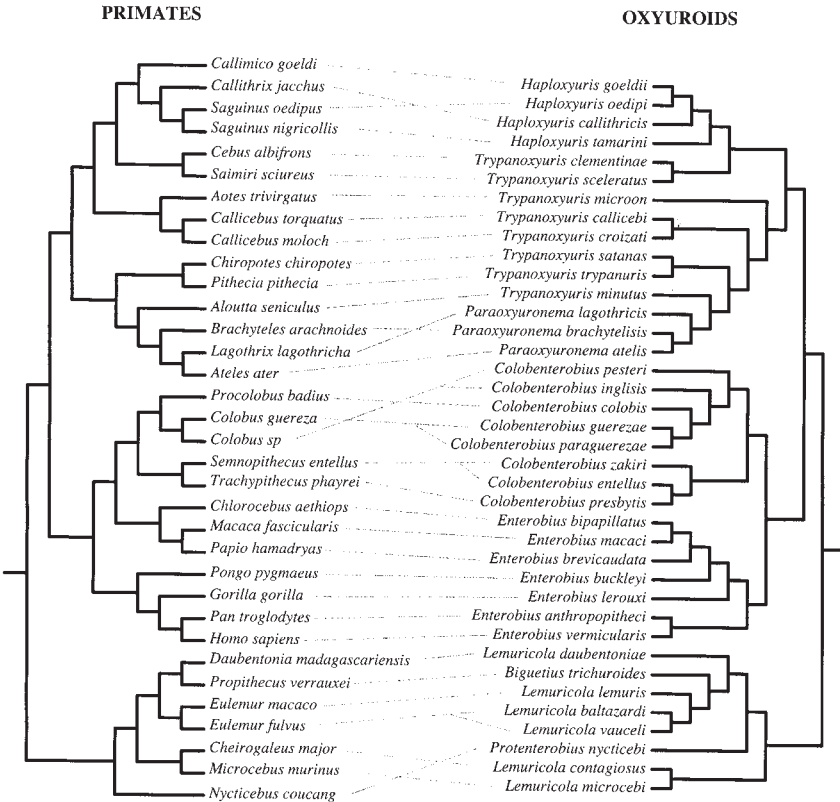 PRIMATES
OXYUROIDS
Callimico goeldi
Callithrix jacchus
Saguinus oedipus
Saguinus nigricollis
Cebus albifrons
Saimiri sciureus
Aotes trivirgatus
Callicebus torquatus
Callicebus moloch
Chiropotes chiropotes
Pithecia pithecia
Aloutta seniculus
Brachyteles arachnoides
Lagothrix lagothricha
Ateles ater
Procolobus badius
Colobus guereza
Colobus sp
Semnopithecus entellus
Trachypithecus phayrei
Chlorocebus aethiops
Macaca fascicularis
Papio hamadryas
Pongo pygmaeus
Gorilla gorilla
Pan troglodytes
Homo sapiens
Daubentonia madagascariensis
Propithecus verrauxei
Eulemur macaco
Eulemur fulvus
Cheirogaleus major
Microcebus murinus
Nycticebus coucang
Haploxyuris goeldii
Haploxyuris oedipi
Haploxyuris callithricis
Haploxyuris tamarini
Trypanoxyuris clementinae
Trypanoxyuris sceleratus
Trypanoxyuris microon
Trypanoxyuris callicebi
Trypanoxyuris croizati
Trypanoxyuris satanas
Trypanoxyuris trypanuris
Trypanoxyuris minutus
Paraoxyuronema lagothricis
Paraoxyuronema brachytelisis
Paraoxyuronema atelis
Colobenterobius pesteri
Colobenterobius inglisis
Colobenterobius colobis
Colobenterobius guerezae
Colobenterobius paraguerezae
Colobenterobius zakiri
Colobenterobius entellus
Colobenterobius presbytis
Enterobius bipapillatus
Enterobius macaci
Enterobius brevicaudata
Enterobius buckleyi
Enterobius lerouxi
Enterobius anthropopitheci
Enterobius vermicularis
Lemuricola daubentoniae
Biguetius trichuroides
Lemuricola lemuris
Lemuricola baltazardi
Lemuricola vauceli
Protenterobius nycticebi
Lemuricola contagiosus
Lemuricola microcebi